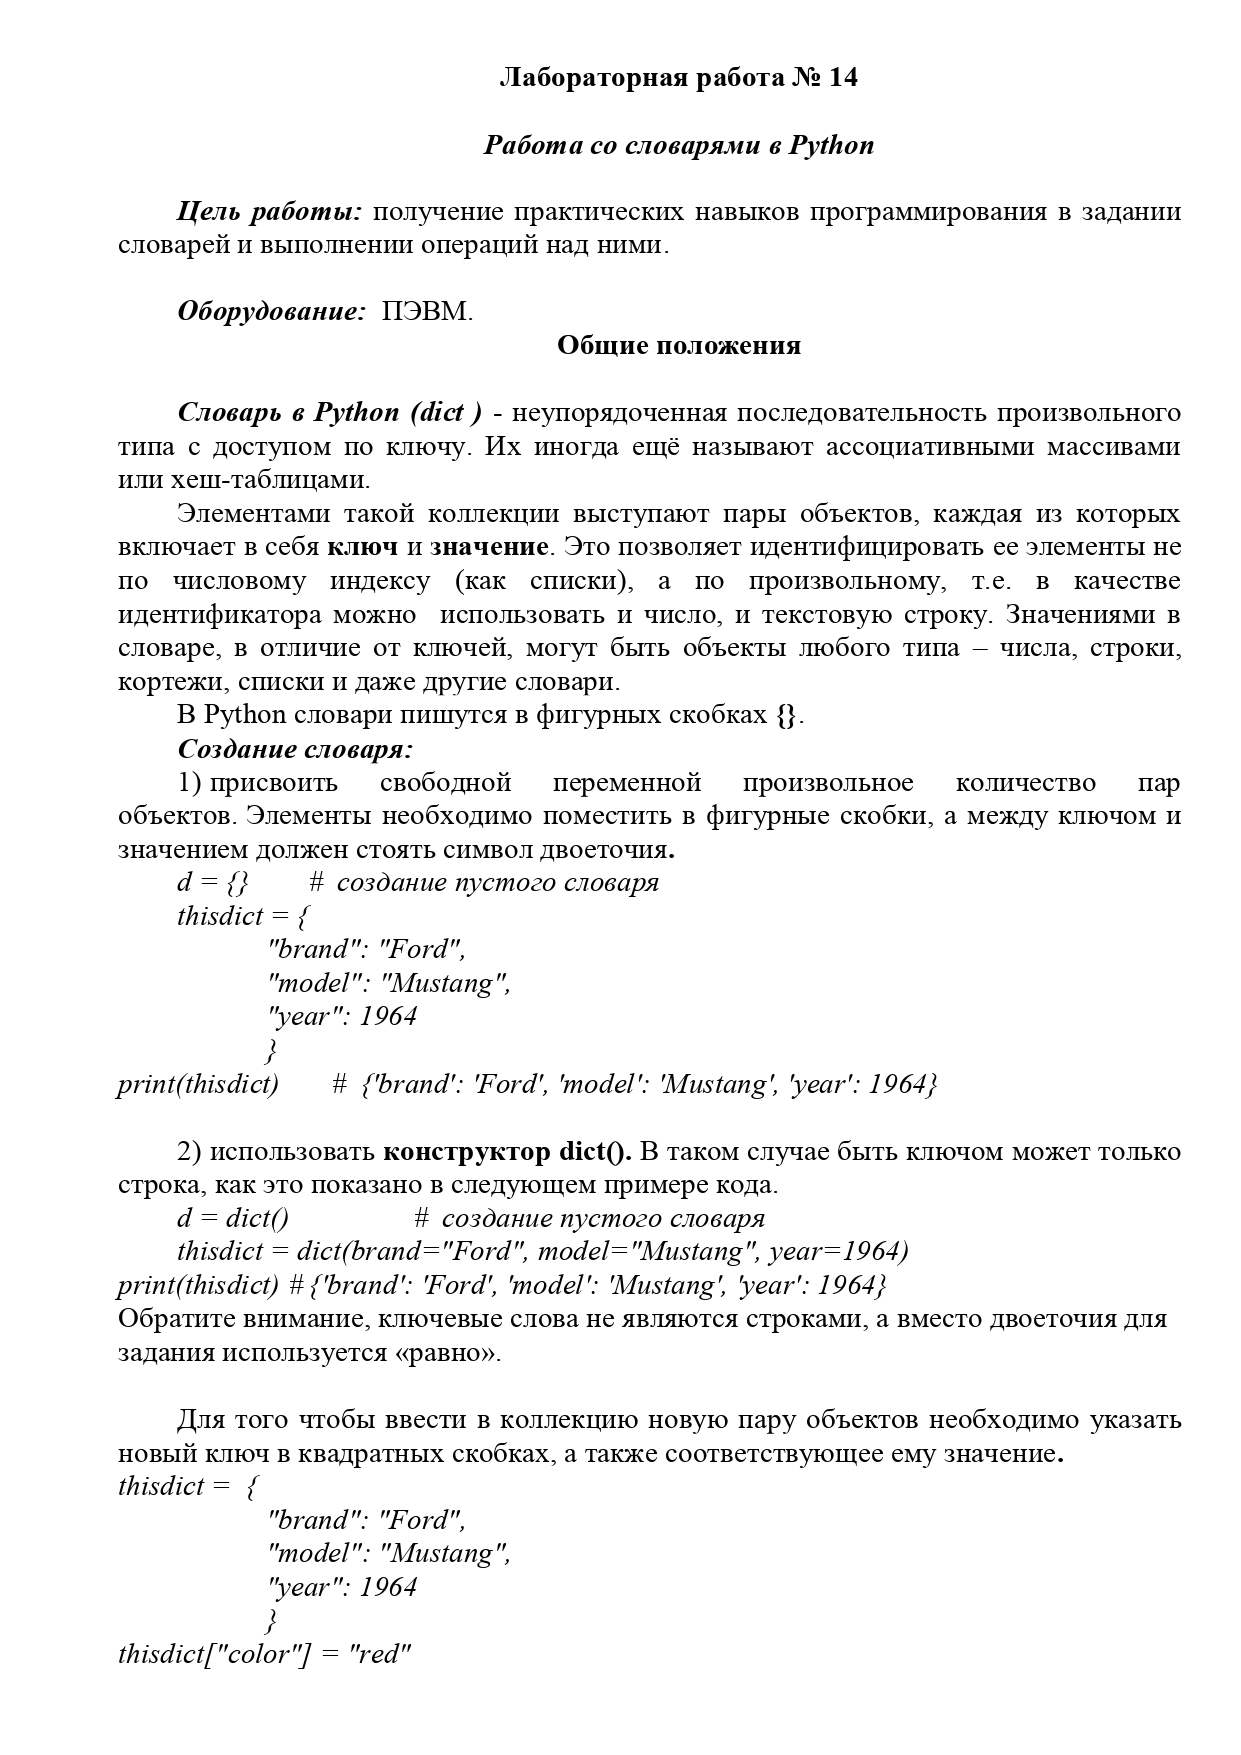 Лабораторная работа № 14
Работа со словарями в Python
Цель работы: получение практических навыков программирования в задании
словарей и выполнении операций над ними.
Оборудование: ПЭВМ.
Общие положения
Словарь в Python (dict ) - неупорядоченная последовательность произвольного
типа с доступом по ключу. Их иногда ещё называют ассоциативными массивами
или хеш-таблицами.
Элементами такой коллекции выступают пары объектов, каждая из которых
включает в себя ключ и значение. Это позволяет идентифицировать ее элементы не
по числовому индексу (как списки), а по произвольному, т.е. в качестве
идентификатора можно использовать и число, и текстовую строку. Значениями в
словаре, в отличие от ключей, могут быть объекты любого типа – числа, строки,
кортежи, списки и даже другие словари.
В Python словари пишутся в фигурных скобках {}.
Создание словаря:
1) присвоить свободной переменной произвольное количество пар
объектов. Элементы необходимо поместить в фигурные скобки, а между ключом и
значением должен стоять символ двоеточия.
d = {} # создание пустого словаря
thisdict = {
"brand": "Ford",
"model": "Mustang",
"year": 1964
}
print(thisdict) # {'brand': 'Ford', 'model': 'Mustang', 'year': 1964}
2) использовать конструктор dict(). В таком случае быть ключом может только
строка, как это показано в следующем примере кода.
d = dict() # создание пустого словаря
thisdict = dict(brand="Ford", model="Mustang", year=1964)
print(thisdict) # {'brand': 'Ford', 'model': 'Mustang', 'year': 1964}
Обратите внимание, ключевые слова не являются строками, а вместо двоеточия для
задания используется «равно».
Для того чтобы ввести в коллекцию новую пару объектов необходимо указать
новый ключ в квадратных скобках, а также соответствующее ему значение.
thisdict = {
"brand": "Ford",
"model": "Mustang",
"year": 1964
}
thisdict["color"] = "red"